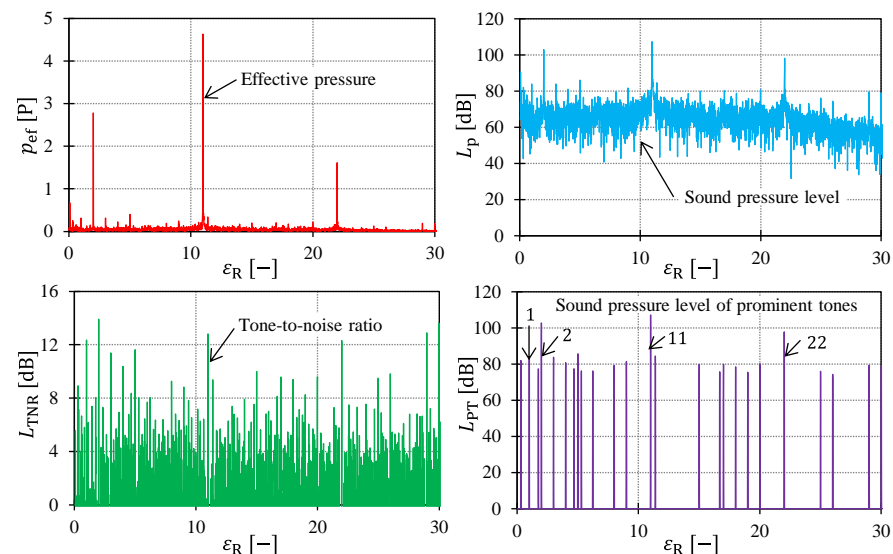 5
4
3
2
1
0
p_ef [P]
Effective pressure
0 10 20 30
ε_R [–]
120
100
80
60
40
20
0
L_p [dB]
Sound pressure level
0 10 20 30
ε_R [–]
16
12
8
4
0
L_TNR [dB]
Tone-to-noise ratio
0 10 20 30
ε_R [–]
120
100
80
60
40
20
0
L_PT [dB]
Sound pressure level of prominent tones
1
2
11
22
0 10 20 30
ε_R [–]